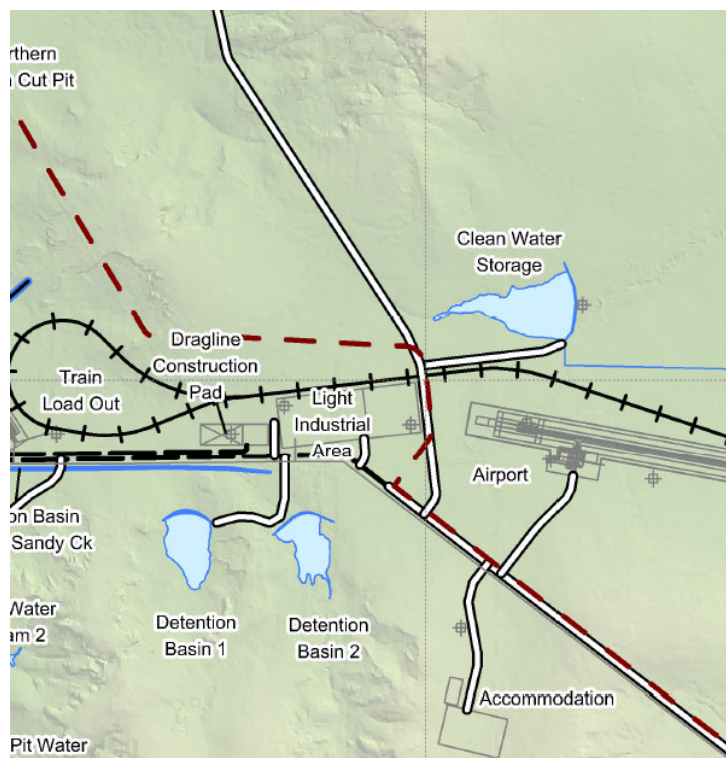 rthern
Cut Pit
Clean Water
Storage
Dragline
Construction
Pad
Train
Load Out
Light
Industrial
Area
Airport
on Basin
Sandy Ck
Detention
Basin 1
Detention
Basin 2
Water
am 2
Accommodation
Pit Water